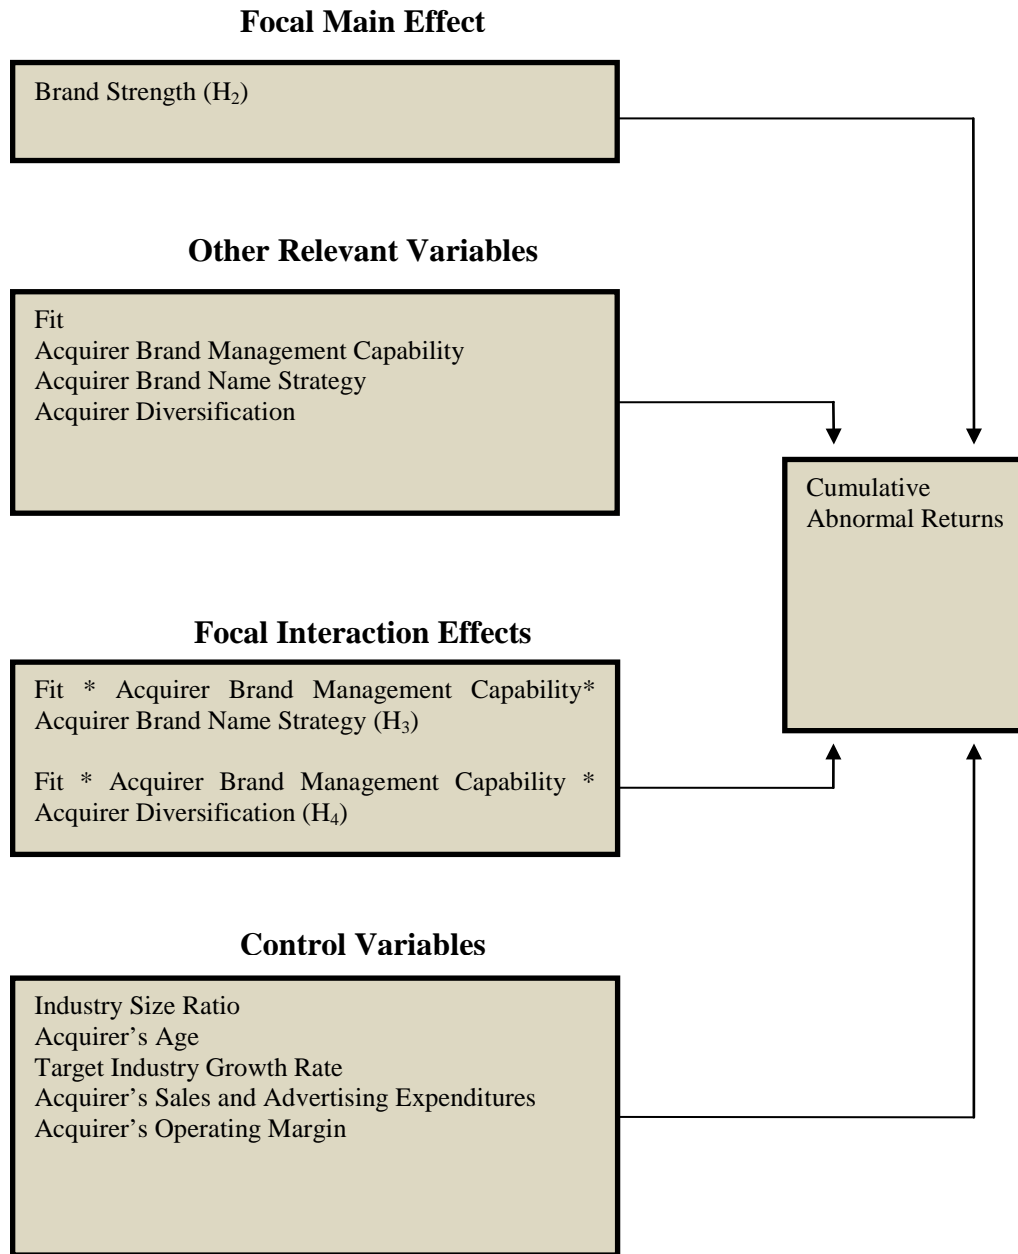 Focal Main Effect
Brand Strength (H₂)
Other Relevant Variables
Fit
Acquirer Brand Management Capability
Acquirer Brand Name Strategy
Acquirer Diversification
Cumulative
Abnormal Returns
Focal Interaction Effects
Fit * Acquirer Brand Management Capability*
Acquirer Brand Name Strategy (H₃)
Fit * Acquirer Brand Management Capability *
Acquirer Diversification (H₄)
Control Variables
Industry Size Ratio
Acquirer’s Age
Target Industry Growth Rate
Acquirer’s Sales and Advertising Expenditures
Acquirer’s Operating Margin